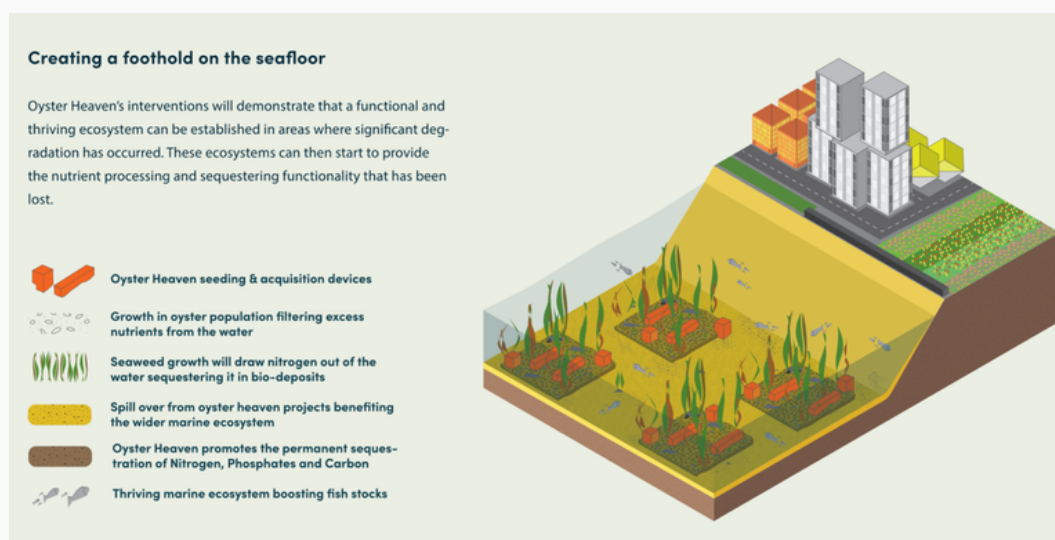 Creating a foothold on the seafloor
Oyster Heaven's interventions will demonstrate that a functional and
thriving ecosystem can be established in areas where significant deg-
radation has occurred. These ecosystems can then start to provide
the nutrient processing and sequestering functionality that has been
lost.
Oyster Heaven seeding & acquisition devices
Growth in oyster population filtering excess
nutrients from the water
Seaweed growth will draw nitrogen out of the
water sequestering it in bio-deposits
Spill over from oyster heaven projects benefiting
the wider marine ecosystem
Oyster Heaven promotes the permanent seques-
tration of Nitrogen, Phosphates and Carbon
Thriving marine ecosystem boosting fish stocks